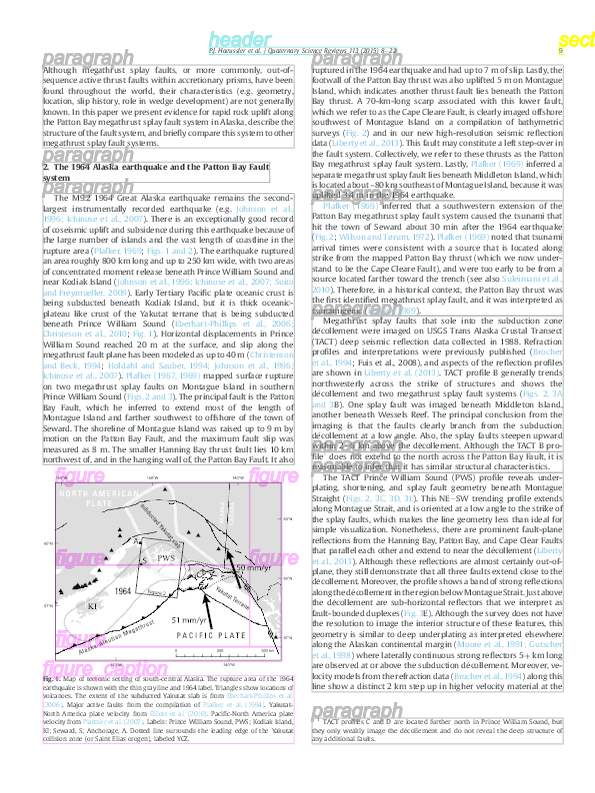 header
sect
P.J. Haeussler et al. / Quaternary Science Reviews 113 (2015) 8–22
9
paragraph
Although megathrust splay faults, or more commonly, out-of-
sequence active thrust faults within accretionary prisms, have been
found throughout the world, their characteristics (e.g. geometry,
location, slip history, role in wedge development) are not generally
known. In this paper we present evidence for rapid rock uplift along
the Patton Bay megathrust splay fault system in Alaska, describe the
structure of the fault system, and briefly compare this system to other
megathrust splay fault systems.
paragraph
2. The 1964 Alaska earthquake and the Patton Bay Fault
system
paragraph
The M9.2 1964 Great Alaska earthquake remains the second-
largest instrumentally recorded earthquake (e.g. Johnson et al.,
1996; Ichinose et al., 2007). There is an exceptionally good record
of coseismic uplift and subsidence during this earthquake because of
the large number of islands and the vast length of coastline in the
rupture area (Plafker, 1969; Figs. 1 and 2). The earthquake ruptured
an area roughly 800 km long and up to 250 km wide, with two areas
of concentrated moment release beneath Prince William Sound and
near Kodiak Island (Johnson et al., 1996; Ichinose et al., 2007; Suito
and Freymueller, 2009). Early Tertiary Pacific plate oceanic crust is
being subducted beneath Kodiak Island, but it is thick oceanic-
plateau like crust of the Yakutat terrane that is being subducted
beneath Prince William Sound (Eberhart-Phillips et al., 2006;
Christeson et al., 2010; Fig. 1). Horizontal displacements in Prince
William Sound reached 20 m at the surface, and slip along the
megathrust fault plane has been modeled as up to 40 m (Christensen
and Beck, 1994; Holdahl and Sauber, 1994; Johnson et al., 1996;
Ichinose et al., 2007). Plafker (1967, 1969) mapped surface rupture
on two megathrust splay faults on Montague Island in southern
Prince William Sound (Figs. 2 and 3). The principal fault is the Patton
Bay Fault, which he inferred to extend most of the length of
Montague Island and farther southwest to offshore of the town of
Seward. The shoreline of Montague Island was raised up to 9 m by
motion on the Patton Bay Fault, and the maximum fault slip was
measured as 8 m. The smaller Hanning Bay thrust fault lies 10 km
northwest of, and in the hanging wall of, the Patton Bay Fault. It also
figure
figure
NORTH AMERICAN
PLATE
PWS
50 mm/yr
figure
figure
1964
Figure 2
KI
51 mm/yr
Yakutat Terrane
PACIFIC PLATE
Alaska-Aleutian Megathrust
figure
figure
figure caption
Fig. 1. Map of tectonic setting of south-central Alaska. The rupture area of the 1964
earthquake is shown with the thin gray line and 1964 label. Triangles show locations of
volcanoes. The extent of the subducted Yakutat slab is from Eberhart-Phillips et al.
(2006). Major active faults from the compilation of Plafker et al. (1994). Yakutat-
North America plate velocity from Elliott et al. (2010). Pacific-North America plate
velocity from Plattner et al. (2007). Labels: Prince William Sound, PWS; Kodiak Island,
KI; Seward, S; Anchorage, A. Dotted line surrounds the leading edge of the Yakutat
collision zone (or Saint Elias orogen), labeled YCZ.
paragraph
ruptured in the 1964 earthquake and had up to 7 m of slip. Lastly, the
footwall of the Patton Bay thrust was also uplifted 5 m on Montague
Island, which indicates another thrust fault lies beneath the Patton
Bay thrust. A 70-km-long scarp associated with this lower fault,
which we refer to as the Cape Cleare Fault, is clearly imaged offshore
southwest of Montague Island on a compilation of bathymetric
surveys (Fig. 2) and in our new high-resolution seismic reflection
data (Liberty et al., 2013). This fault may constitute a left step-over in
the fault system. Collectively, we refer to these thrusts as the Patton
Bay megathrust splay fault system. Lastly, Plafker (1969) inferred a
separate megathrust splay fault lies beneath Middleton Island, which
is located about ~80 km southeast of Montague Island, because it was
uplifted 3.4 m in the 1964 earthquake.
paragraph
Plafker (1969) inferred that a southwestern extension of the
Patton Bay megathrust splay fault system caused the tsunami that
hit the town of Seward about 30 min after the 1964 earthquake
(Fig. 2; Wilson and Tørum, 1972). Plafker (1969) noted that tsunami
arrival times were consistent with a source that is located along
strike from the mapped Patton Bay thrust (which we now under-
stand to be the Cape Cleare Fault), and were too early to be from a
source located farther toward the trench (see also Suleimani et al.,
2010). Therefore, in a historical context, the Patton Bay thrust was
the first identified megathrust splay fault, and it was interpreted as
tsunamigenic 1969).
paragraph
Megathrust splay faults that sole into the subduction zone
décollement were imaged on USGS Trans Alaska Crustal Transect
(TACT) deep seismic reflection data collected in 1988. Refraction
profiles and interpretations were previously published (Brocher
et al., 1994; Fuis et al., 2008), and aspects of the reflection profiles
are shown in Liberty et al. (2013). TACT profile B generally trends
northwesterly across the strike of structures and shows the
décollement and two megathrust splay fault systems (Figs. 2, 3A
and 3B). One splay fault was imaged beneath Middleton Island,
another beneath Vessels Reef. The principal conclusion from the
imaging is that the faults clearly branch from the subduction
décollement at a low angle. Also, the splay faults steepen upward
within 2–3 km above the décollement. Although the TACT B pro-
paragraph
file does not extend to the north across the Patton Bay Fault, it is
reasonable to infer that it has similar structural characteristics.
paragraph
The TACT Prince William Sound (PWS) profile reveals under-
plating, shortening, and splay fault geometry beneath Montague
Straight (Figs. 2, 3C, 3D, 3E). This NE–SW trending profile extends
along Montague Strait, and is oriented at a low angle to the strike of
the splay faults, which makes the line geometry less than ideal for
simple visualization. Nonetheless, there are prominent fault-plane
reflections from the Hanning Bay, Patton Bay, and Cape Clear Faults
that parallel each other and extend to near the décollement (Liberty
et al., 2013). Although these reflections are almost certainly out-of-
plane, they still demonstrate that all three faults extend close to the
décollement. Moreover, the profile shows a band of strong reflections
along the décollement in the region below Montague Strait. Just above
the décollement are sub-horizontal reflectors that we interpret as
fault-bounded duplexes (Fig. 3E). Although the survey does not have
the resolution to image the interior structure of these features, this
geometry is similar to deep underplating as interpreted elsewhere
along the Alaskan continental margin (Moore et al., 1991; Gutscher
et al., 1998) where laterally continuous strong reflectors 5+ km long
are observed at or above the subduction décollement. Moreover, ve-
locity models from the refraction data (Brocher et al., 1994) along this
line show a distinct 2 km step up in higher velocity material at the
paragraph
TACT profiles C and D are located further north in Prince William Sound, but
they only weakly image the décollement and do not reveal the deep structure of
any additional faults.